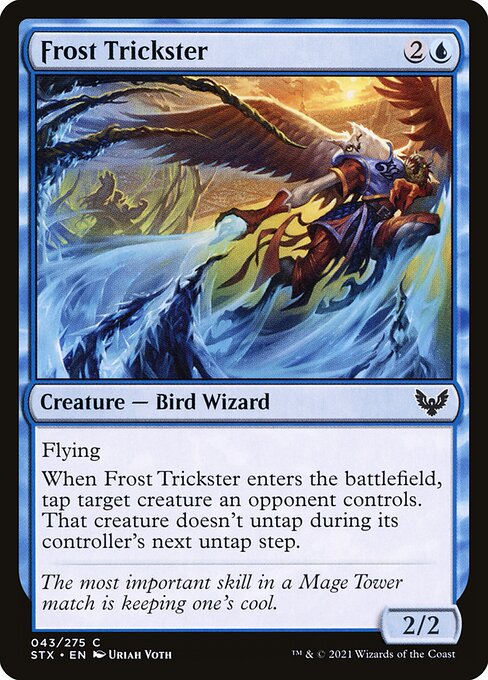 Frost Trickster 2
Creature — Bird Wizard
Flying
When Frost Trickster enters the battlefield,
tap target creature an opponent controls.
That creature doesn't untap during its
controller's next untap step.
The most important skill in a Mage Tower
match is keeping one's cool.
2/2
043/275 C
STX • EN Uriah Voth
™ & © 2021 Wizards of the Coast